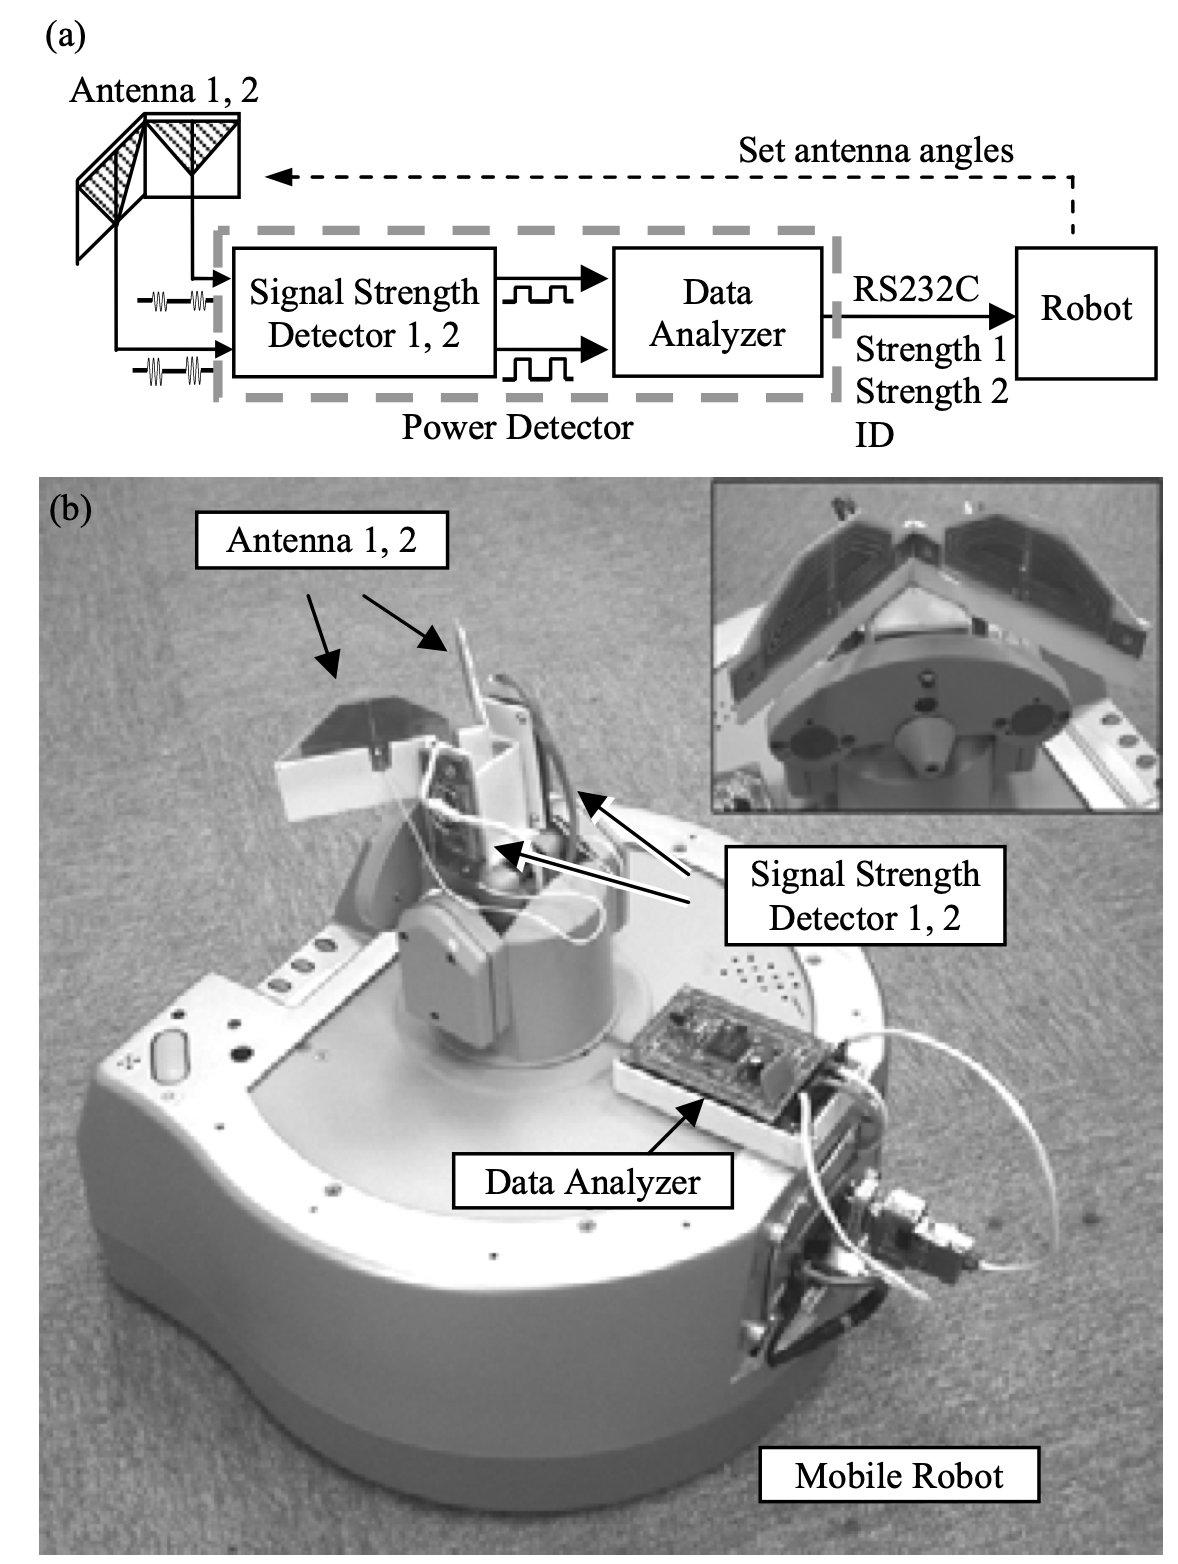 (a)
Antenna 1, 2
Set antenna angles
Signal Strength
Detector 1, 2
Data
Analyzer
RS232C
Robot
Strength 1
Strength 2
ID
Power Detector
(b)
Antenna 1, 2
Signal Strength
Detector 1, 2
Data Analyzer
Mobile Robot